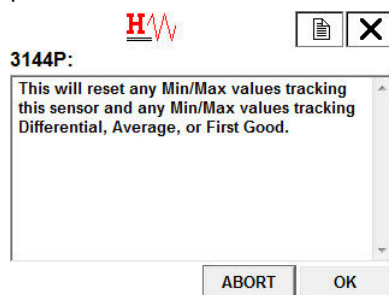 H
3144P:
This will reset any Min/Max values tracking
this sensor and any Min/Max values tracking
Differential, Average, or First Good.
ABORT OK